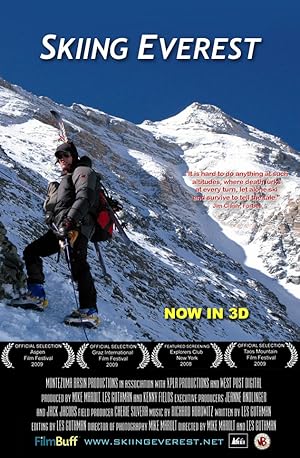 SKIING EVEREST
"It is hard to do anything at such
altitudes, where death lurks
at every turn, let alone ski
and survive to tell the tale"
Jim Clash, Forbes
NOW IN 3D
OFFICIAL SELECTION
Aspen
Film Festival
2009
OFFICIAL SELECTION
Graz International
Film Festival
2009
FEATURED SCREENING
Explorers Club
New York
2008
OFFICIAL SELECTION
Taos Mountain
Film Festival
2009
MONTEZUMA BASIN PRODUCTIONS IN ASSOCIATION WITH XPLR PRODUCTIONS AND WEST POST DIGITAL
PRODUCED BY MIKE MAROLT, LES GUTHMAN AND KENNY FIELDS EXECUTIVE PRODUCERS JEANNE ANDLINGER
AND JACK JACOBS FIELD PRODUCER CHERIE SILVERA MUSIC BY RICHARD HOROWITZ WRITTEN BY LES GUTHMAN
EDITING BY LES GUTHMAN DIRECTOR OF PHOTOGRAPHY MIKE MAROLT DIRECTED BY MIKE MAROLT AND LES GUTHMAN
FilmBuff
WWW.SKIINGEVEREST.NET